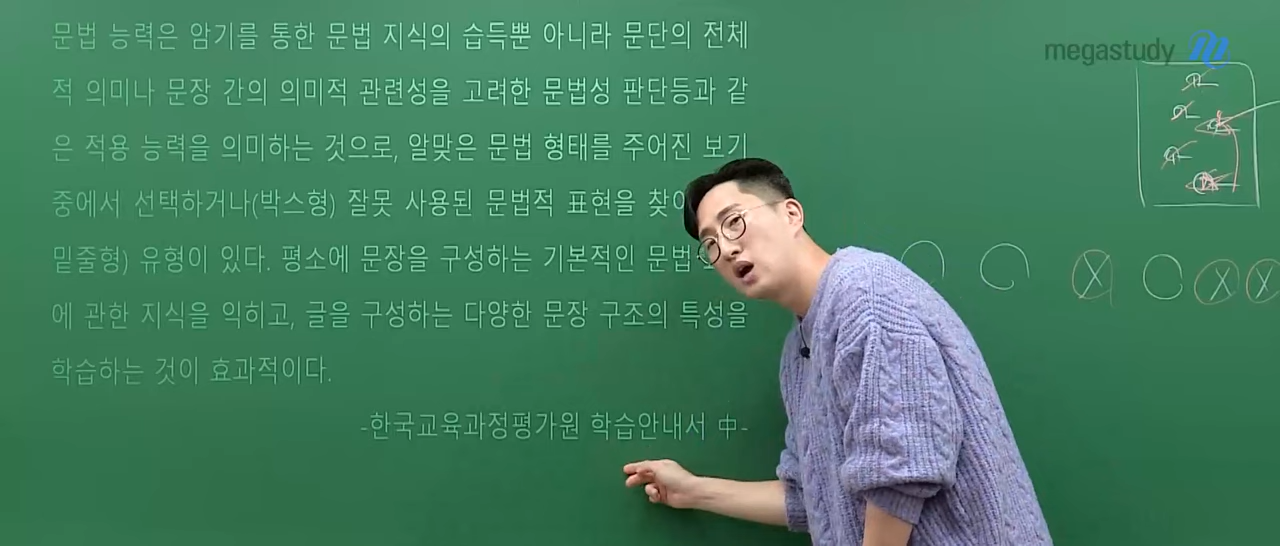 문법 능력은 암기를 통한 문법 지식의 습득뿐 아니라 문단의 전체
적 의미나 문장 간의 의미적 관련성을 고려한 문법성 판단등과 같
은 적용 능력을 의미하는 것으로, 알맞은 문법 형태를 주어진 보기
중에서 선택하거나(박스형) 잘못 사용된 문법적 표현을
밑줄형) 유형이 있다. 평소에 문장을 구성하는 기본적인 문법
에 관한 지식을 익히고, 글을 구성하는 다양한 문장 구조의 특성을
학습하는 것이 효과적이다.
-한국교육과정평가원 학습안내서 中-
megastudy